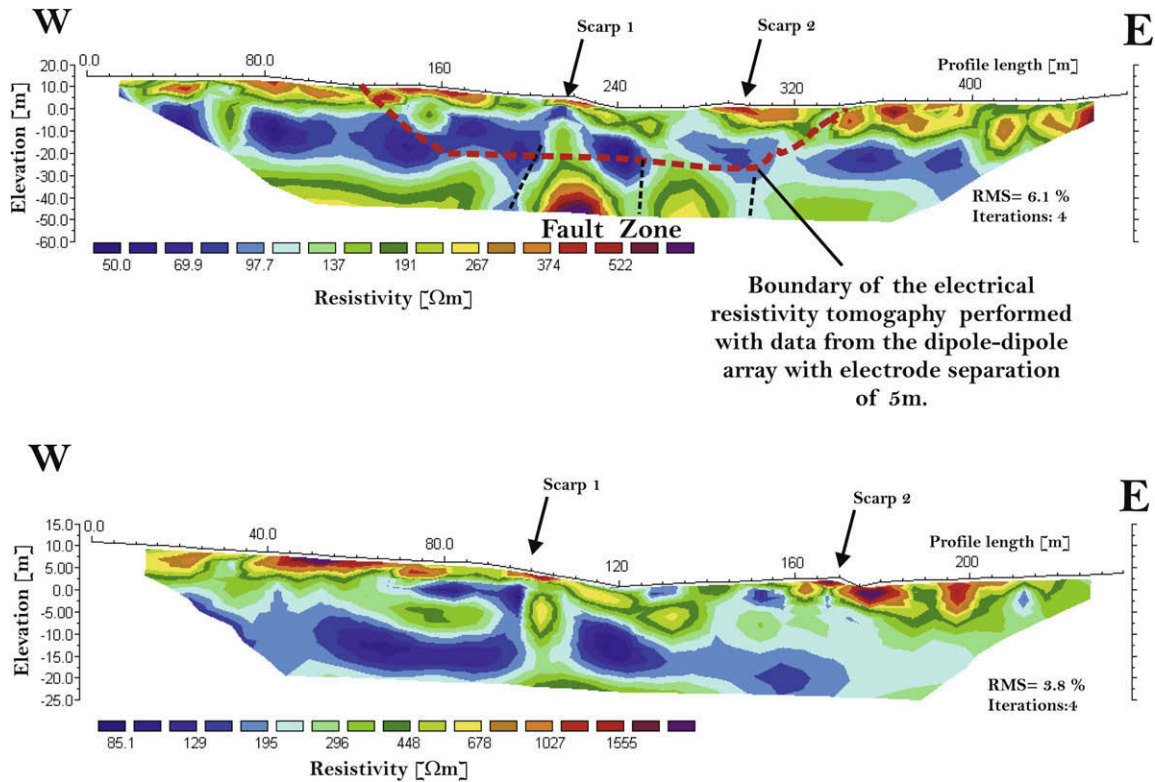 W
E
Scarp 1
Scarp 2
0.0
80.0
160
240
320
400
Profile length [m]
20.0
10.0
0.0
-10.0
-20.0
-30.0
-40.0
-50.0
-60.0
Elevation [m]
RMS= 6.1 %
Iterations: 4
Fault Zone
50.0 69.9 97.7 137 191 267 374 522
Resistivity [Ωm]
Boundary of the electrical
resistivity tomogaphy performed
with data from the dipole-dipole
array with electrode separation
of 5m.
W
E
Scarp 1
Scarp 2
0.0
40.0
80.0
120
160
200
Profile length [m]
15.0
10.0
5.00
0.0
-5.0
-10.0
-15.0
-20.0
-25.0
Elevation [m]
RMS= 3.8 %
Iterations:4
85.1 129 195 296 448 678 1027 1555
Resistivity [Ωm]